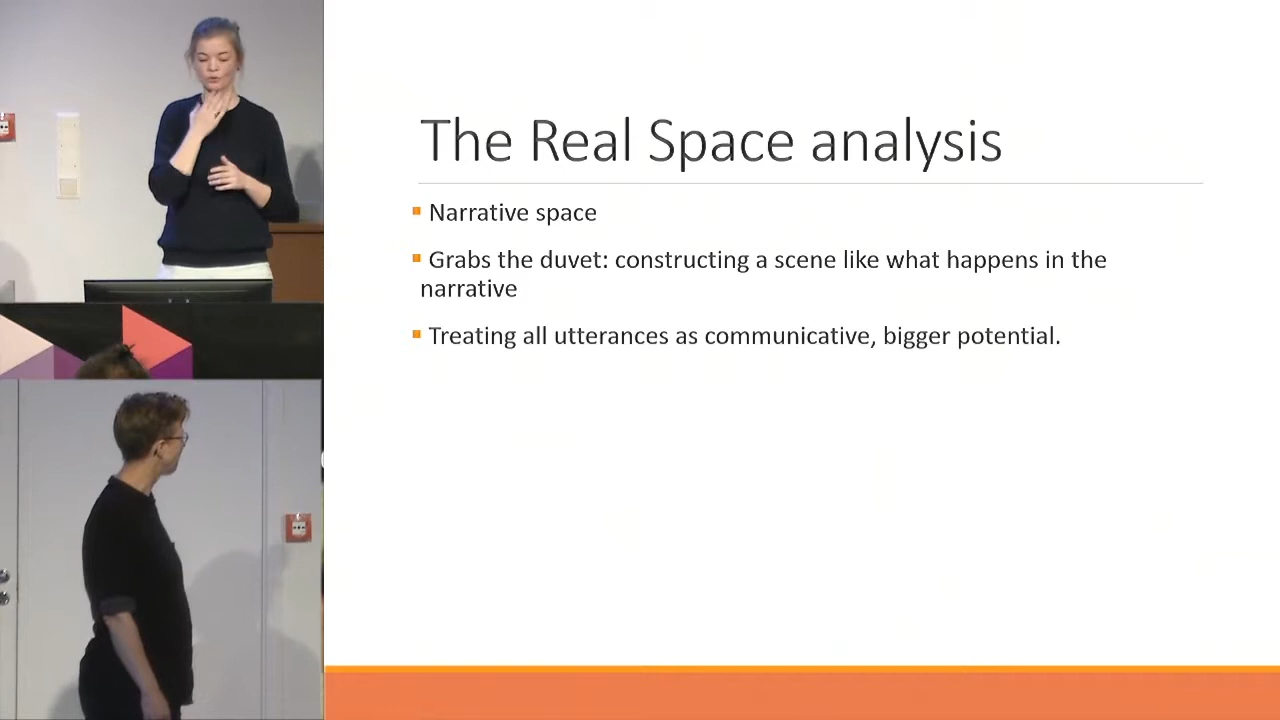 The Real Space analysis
Narrative space
Grabs the duvet: constructing a scene like what happens in the
narrative
Treating all utterances as communicative, bigger potential.